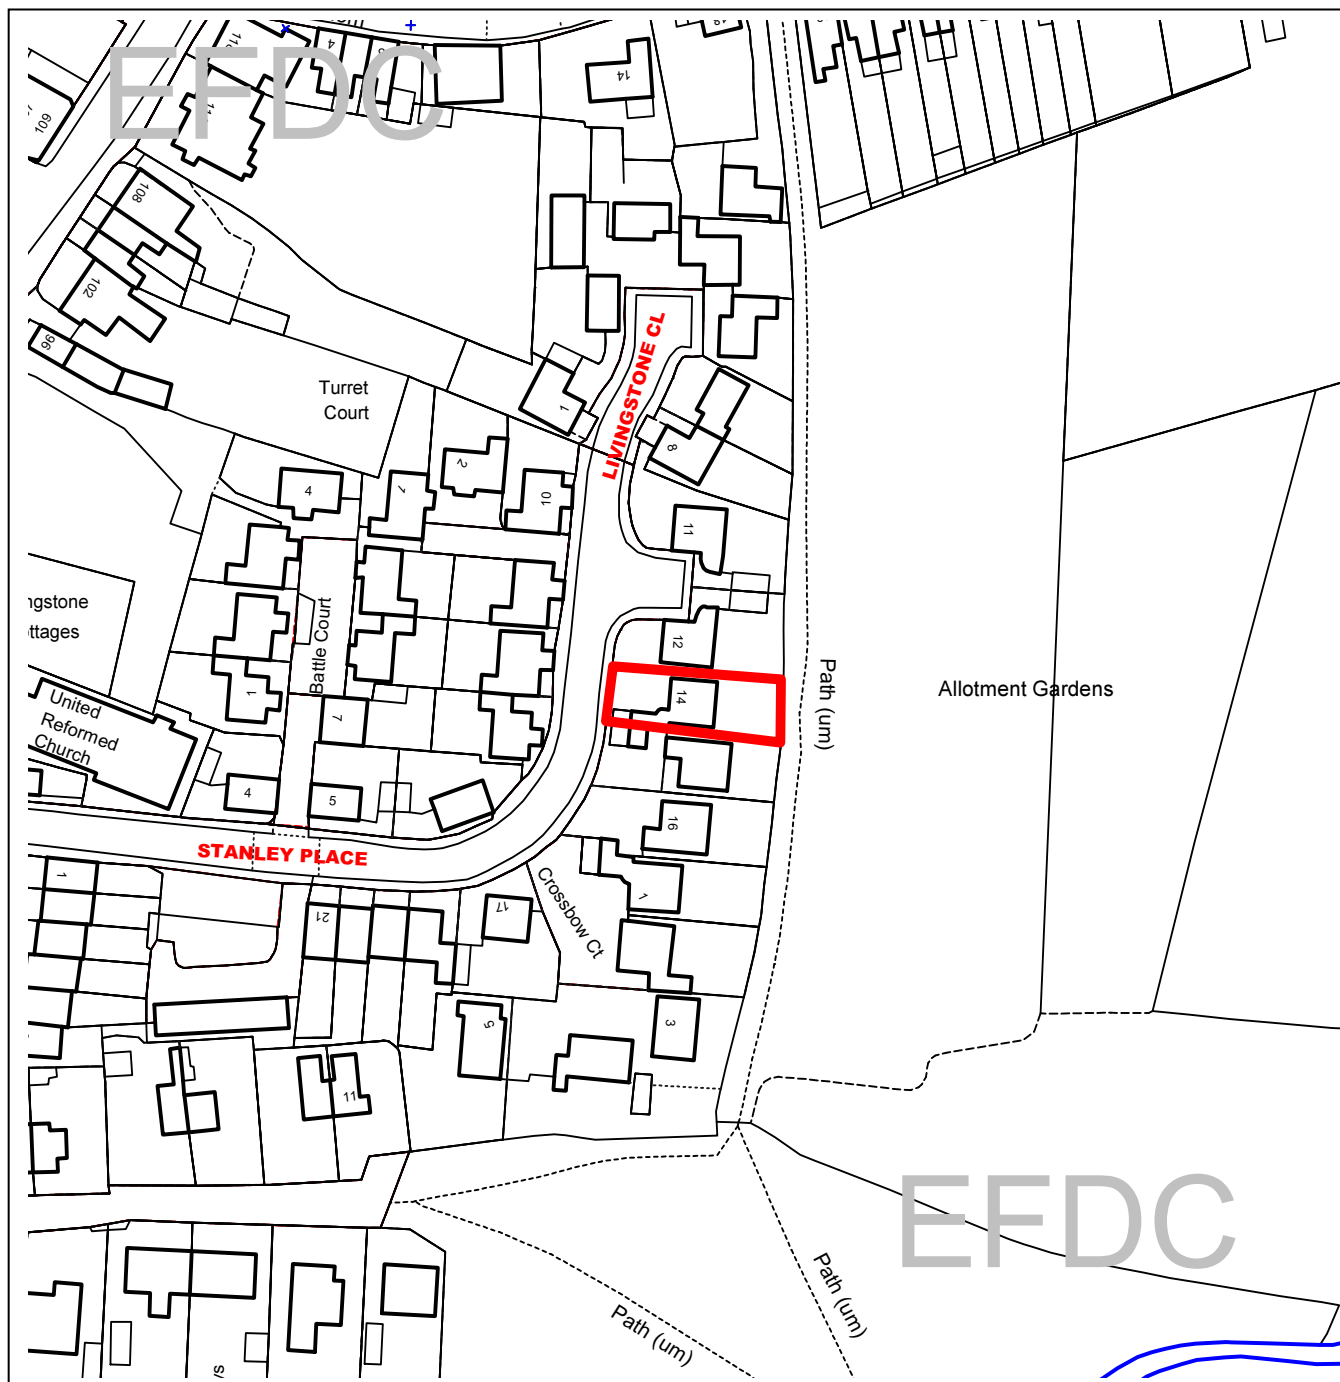 EFDC
14
109
108
102
96
Turret
Court
LIVINGSTONE CL
1
8
2
4
7
10
11
12
14
ngstone
ttages
Battle Court
1
7
United
Reformed
Church
4
5
16
Path (um)
Allotment Gardens
STANLEY PLACE
1
21
17
Crossbow Ct
1
3
5
11
EFDC
Path (um)
Path (um)